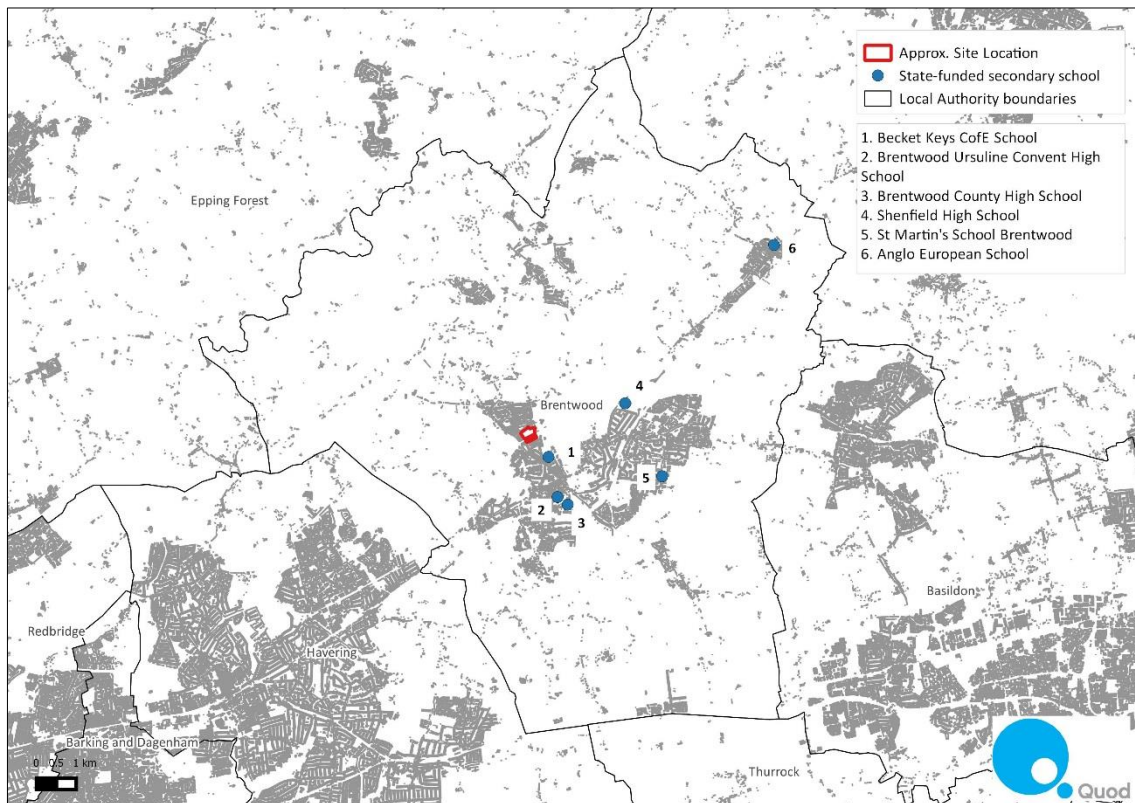 Approx. Site Location
State-funded secondary school
Local Authority boundaries
1. Becket Keys CofE School
2. Brentwood Ursuline Convent High
School
3. Brentwood County High School
4. Shenfield High School
5. St Martin's School Brentwood
6. Anglo European School
Epping Forest
6
4
Brentwood
1
5
2
3
Basildon
Redbridge
Havering
Barking and Dagenham
0 0.5 1 km
Thurrock
Quod